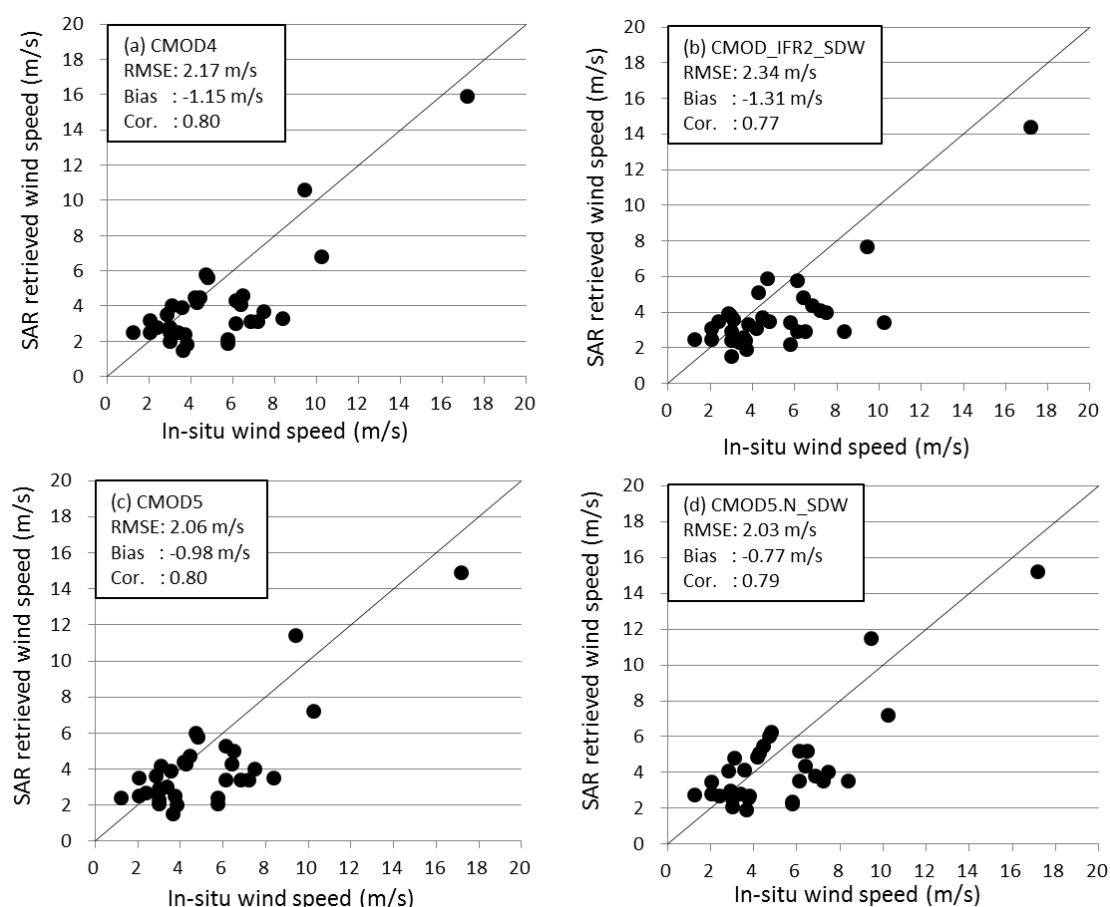 (a) CMOD4
RMSE: 2.17 m/s
Bias : -1.15 m/s
Cor. : 0.80
SAR retrieved wind speed (m/s)
20
18
16
14
12
10
8
6
4
2
0
0 2 4 6 8 10 12 14 16 18 20
In-situ wind speed (m/s)
(b) CMOD_IFR2_SDW
RMSE: 2.34 m/s
Bias : -1.31 m/s
Cor. : 0.77
SAR retrieved wind speed (m/s)
20
18
16
14
12
10
8
6
4
2
0
0 2 4 6 8 10 12 14 16 18 20
In-situ wind speed (m/s)
(c) CMOD5
RMSE: 2.06 m/s
Bias : -0.98 m/s
Cor. : 0.80
SAR retrieved wind speed (m/s)
20
18
16
14
12
10
8
6
4
2
0
0 2 4 6 8 10 12 14 16 18 20
In-situ wind speed (m/s)
(d) CMOD5.N_SDW
RMSE: 2.03 m/s
Bias : -0.77 m/s
Cor. : 0.79
SAR retrieved wind speed (m/s)
20
18
16
14
12
10
8
6
4
2
0
0 2 4 6 8 10 12 14 16 18 20
In-situ wind speed (m/s)